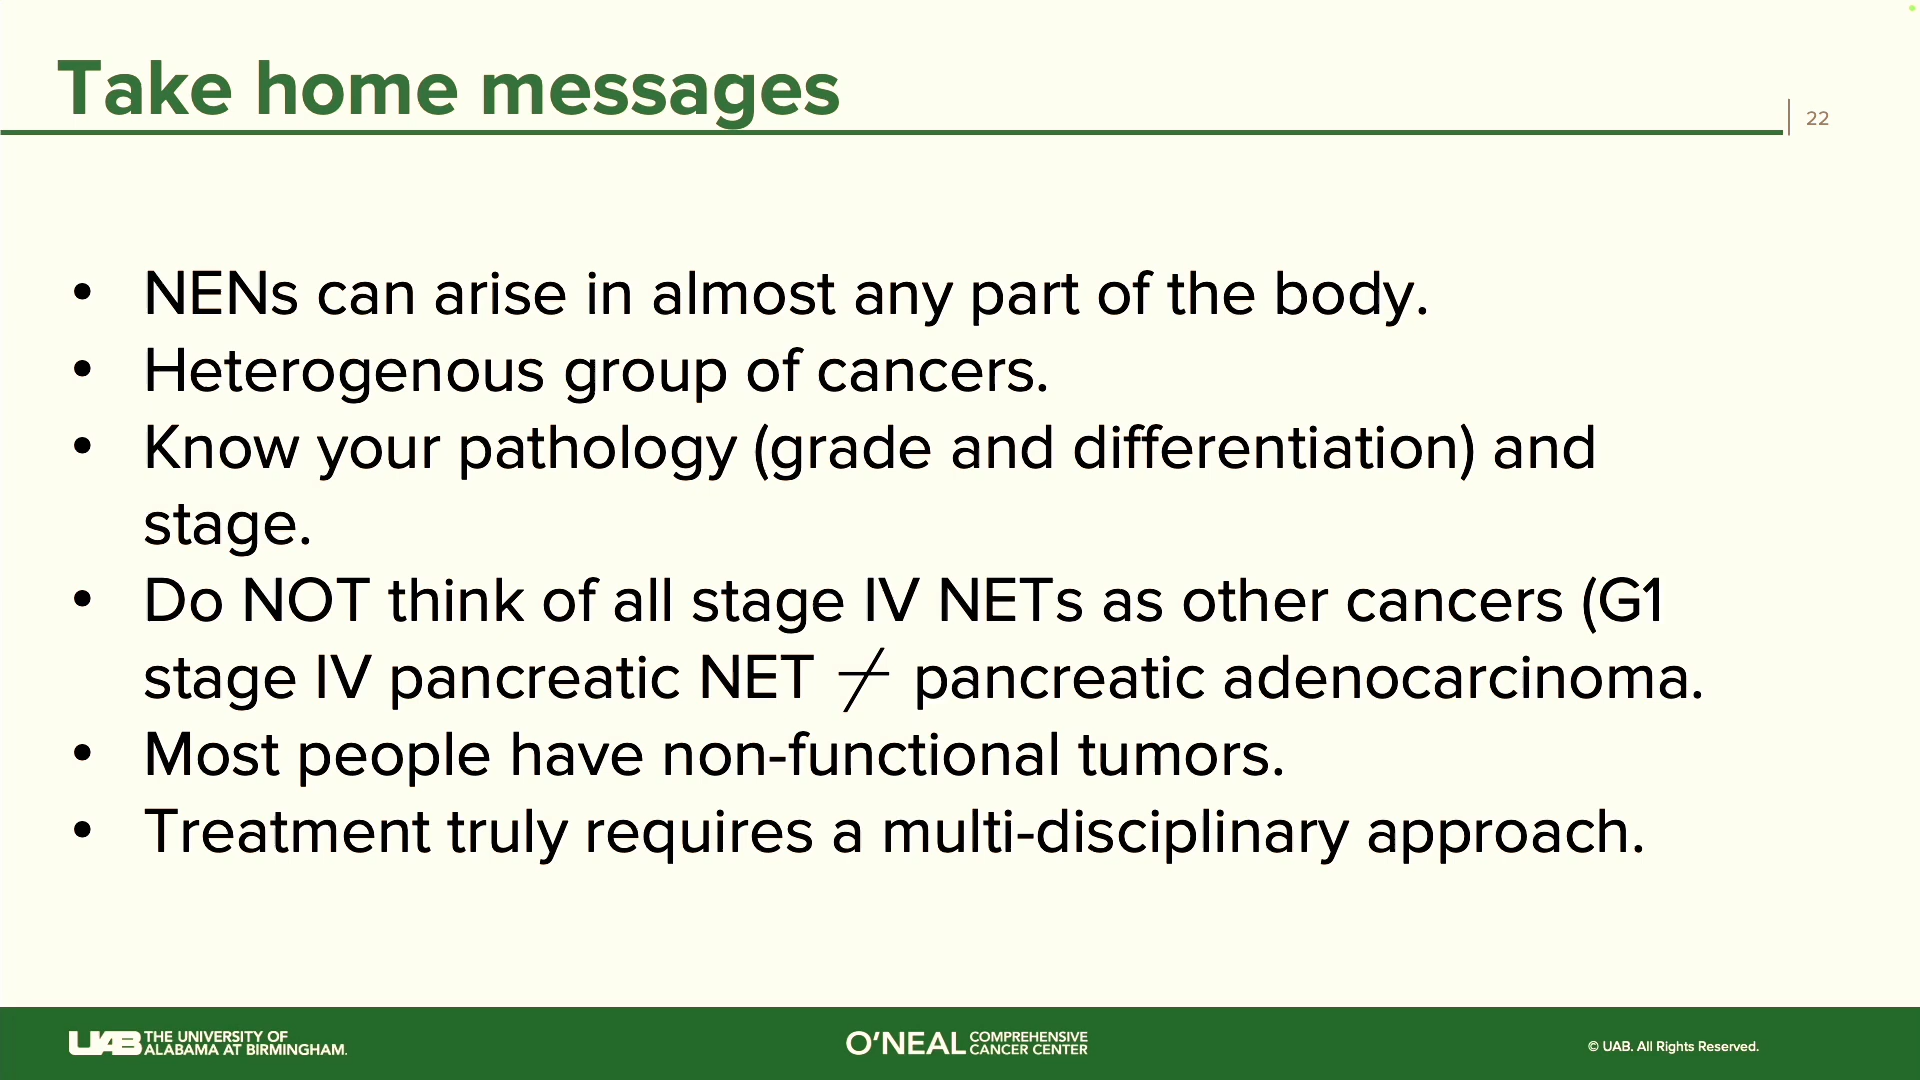 Take home messages
22
• NENs can arise in almost any part of the body.
• Heterogenous group of cancers.
• Know your pathology (grade and differentiation) and
stage.
• Do NOT think of all stage IV NETs as other cancers (G1
stage IV pancreatic NET ≠ pancreatic adenocarcinoma.
• Most people have non-functional tumors.
• Treatment truly requires a multi-disciplinary approach.
UAB THE UNIVERSITY OF
ALABAMA AT BIRMINGHAM.
O'NEAL COMPREHENSIVE
CANCER CENTER
© UAB. All Rights Reserved.